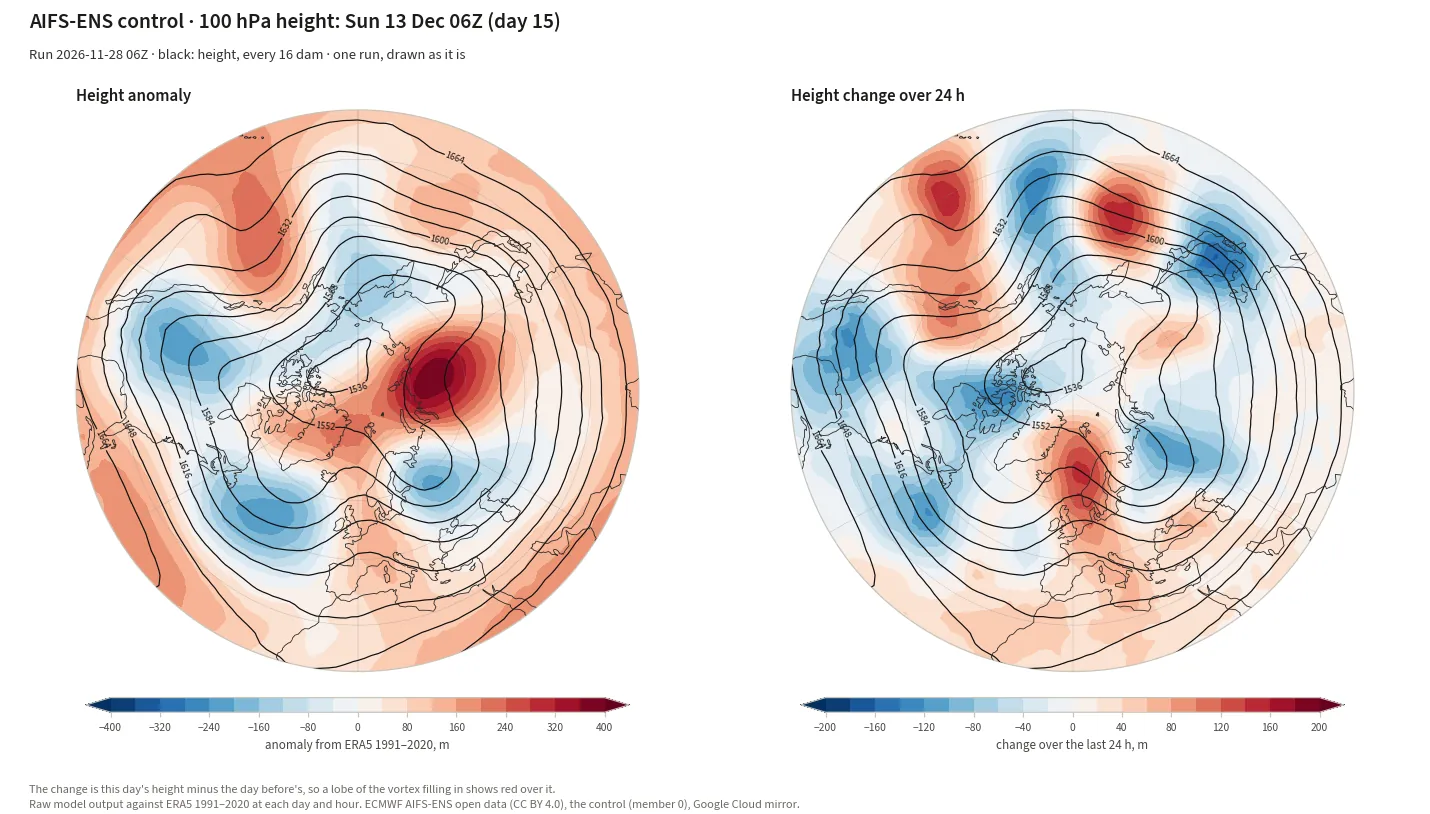 AIFS-ENS control · 100 hPa height: Sun 13 Dec 06Z (day 15)
Run 2026-11-28 06Z · black: height, every 16 dam · one run, drawn as it is
Height anomaly
Height change over 24 h
1664
1632
1600
1568
1536
1552
1584
1648
1664
1616
1664
1632
1600
1568
1536
1552
1584
1648
1664
1616
−400 −320 −240 −160 −80 0 80 160 240 320 400
anomaly from ERA5 1991–2020, m
−200 −160 −120 −80 −40 0 40 80 120 160 200
change over the last 24 h, m
The change is this day's height minus the day before's, so a lobe of the vortex filling in shows red over it.
Raw model output against ERA5 1991–2020 at each day and hour. ECMWF AIFS-ENS open data (CC BY 4.0), the control (member 0), Google Cloud mirror.